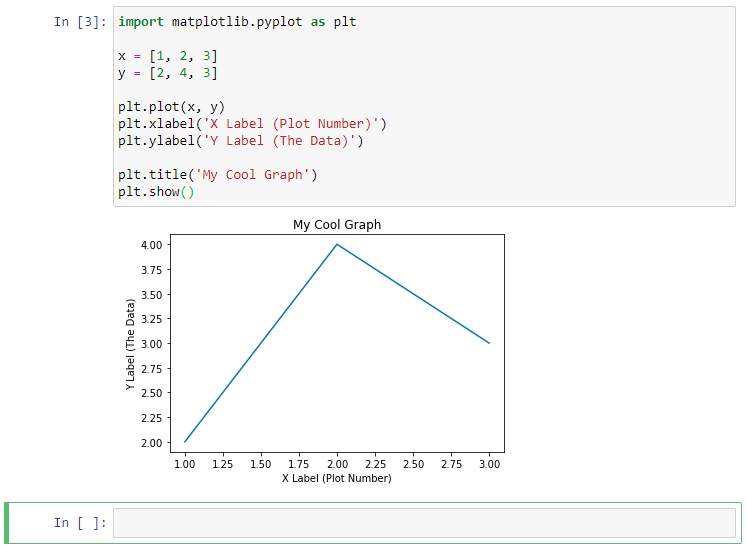 In [3]: import matplotlib.pyplot as plt
x = [1, 2, 3]
y = [2, 4, 3]
plt.plot(x, y)
plt.xlabel('X Label (Plot Number)')
plt.ylabel('Y Label (The Data)')
plt.title('My Cool Graph')
plt.show()
My Cool Graph
4.00
3.75
3.50
3.25
3.00
2.75
2.50
2.25
2.00
Y Label (The Data)
1.00 1.25 1.50 1.75 2.00 2.25 2.50 2.75 3.00
X Label (Plot Number)
In [ ]: